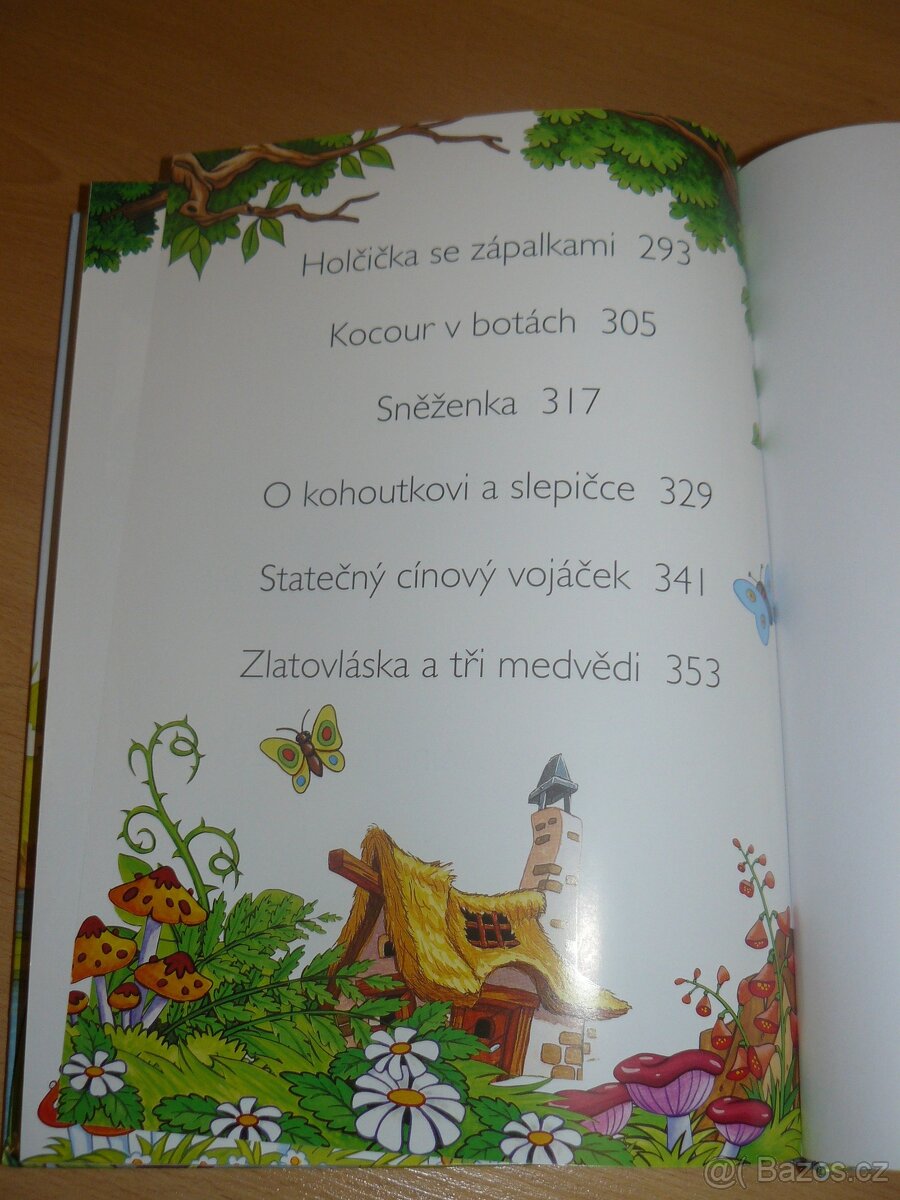 Holčička se zápalkami 293
Kocour v botách 305
Sněženka 317
O kohoutkovi a slepičce 329
Statečný cínový vojáček 341
Zlatovláska a tři medvědi 353
@( Bazos.cz